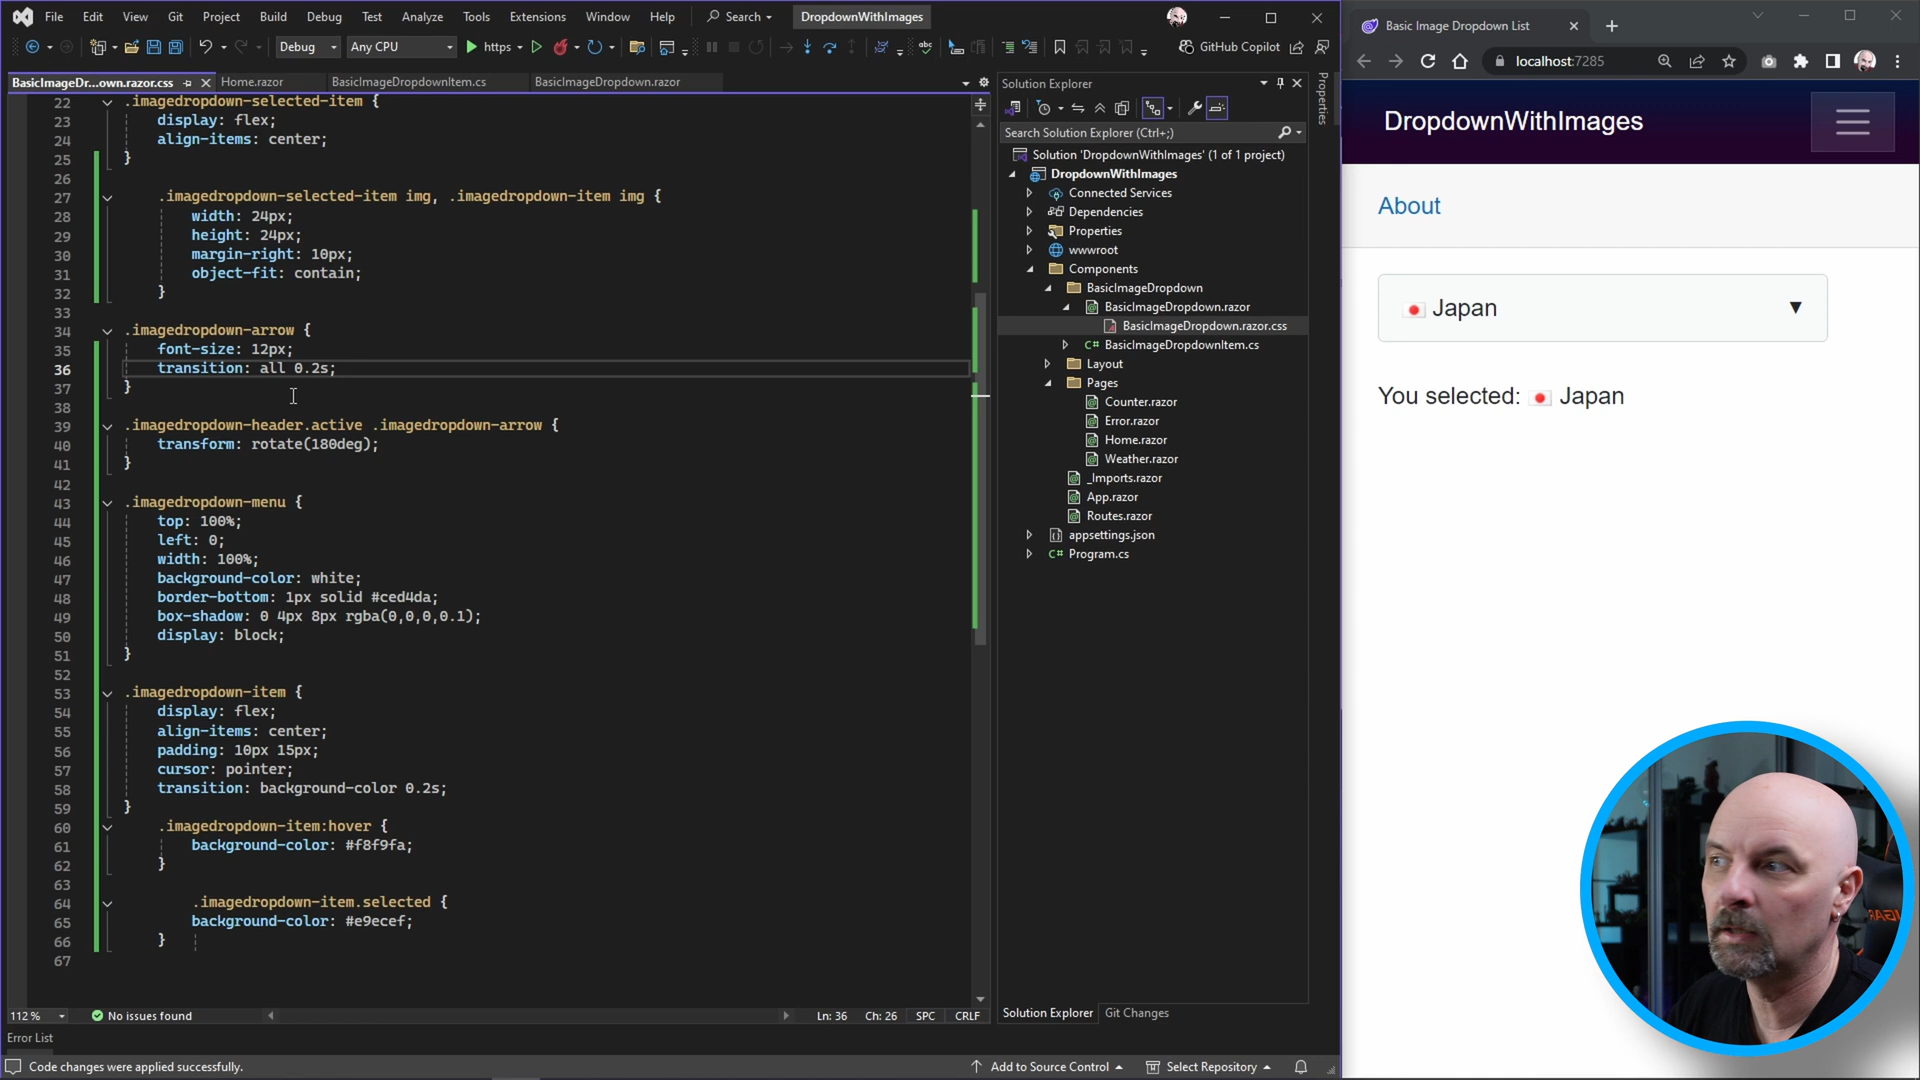 File Edit View Git Project Build Debug Test Analyze Tools Extensions Window Help Search DropdownWithImages
Debug Any CPU https GitHub Copilot
BasicImageDr...own.razor.css Home.razor BasicImageDropdownItem.cs BasicImageDropdown.razor
22 .imagedropdown-selected-item {
23 display: flex;
24 align-items: center;
25 }
26
27 .imagedropdown-selected-item img, .imagedropdown-item img {
28 width: 24px;
29 height: 24px;
30 margin-right: 10px;
31 object-fit: contain;
32 }
33
34 .imagedropdown-arrow {
35 font-size: 12px;
36 transition: all 0.2s;
37 }
38
39 .imagedropdown-header.active .imagedropdown-arrow {
40 transform: rotate(180deg);
41 }
42
43 .imagedropdown-menu {
44 top: 100%;
45 left: 0;
46 width: 100%;
47 background-color: white;
48 border-bottom: 1px solid #ced4da;
49 box-shadow: 0 4px 8px rgba(0,0,0,0.1);
50 display: block;
51 }
52
53 .imagedropdown-item {
54 display: flex;
55 align-items: center;
56 padding: 10px 15px;
57 cursor: pointer;
58 transition: background-color 0.2s;
59 }
60 .imagedropdown-item:hover {
61 background-color: #f8f9fa;
62 }
63
64 .imagedropdown-item.selected {
65 background-color: #e9ecef;
66 }
67
112 % No issues found Ln: 36 Ch: 26 SPC CRLF
Error List
Code changes were applied successfully. Add to Source Control Select Repository
Solution Explorer
Search Solution Explorer (Ctrl+;)
Solution 'DropdownWithImages' (1 of 1 project)
DropdownWithImages
Connected Services
Dependencies
Properties
wwwroot
Components
BasicImageDropdown
BasicImageDropdown.razor
BasicImageDropdown.razor.css
C# BasicImageDropdownItem.cs
Layout
Pages
Counter.razor
Error.razor
Home.razor
Weather.razor
_Imports.razor
App.razor
Routes.razor
appsettings.json
C# Program.cs
Solution Explorer Git Changes
Properties
Basic Image Dropdown List
localhost:7285
DropdownWithImages
About
Japan
You selected: Japan